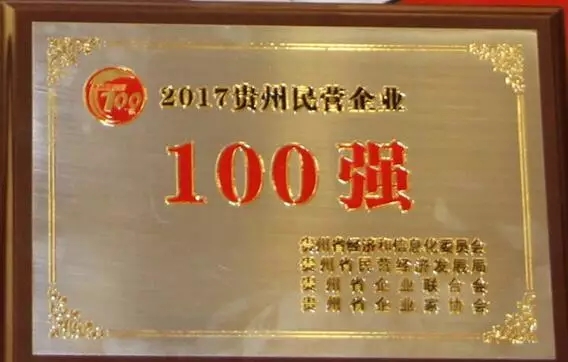 100
2017贵州民营企业
100强
贵州省经济和信息化委员会
贵州省民营经济发展局
贵州省企业联合会
贵州省企业家协会